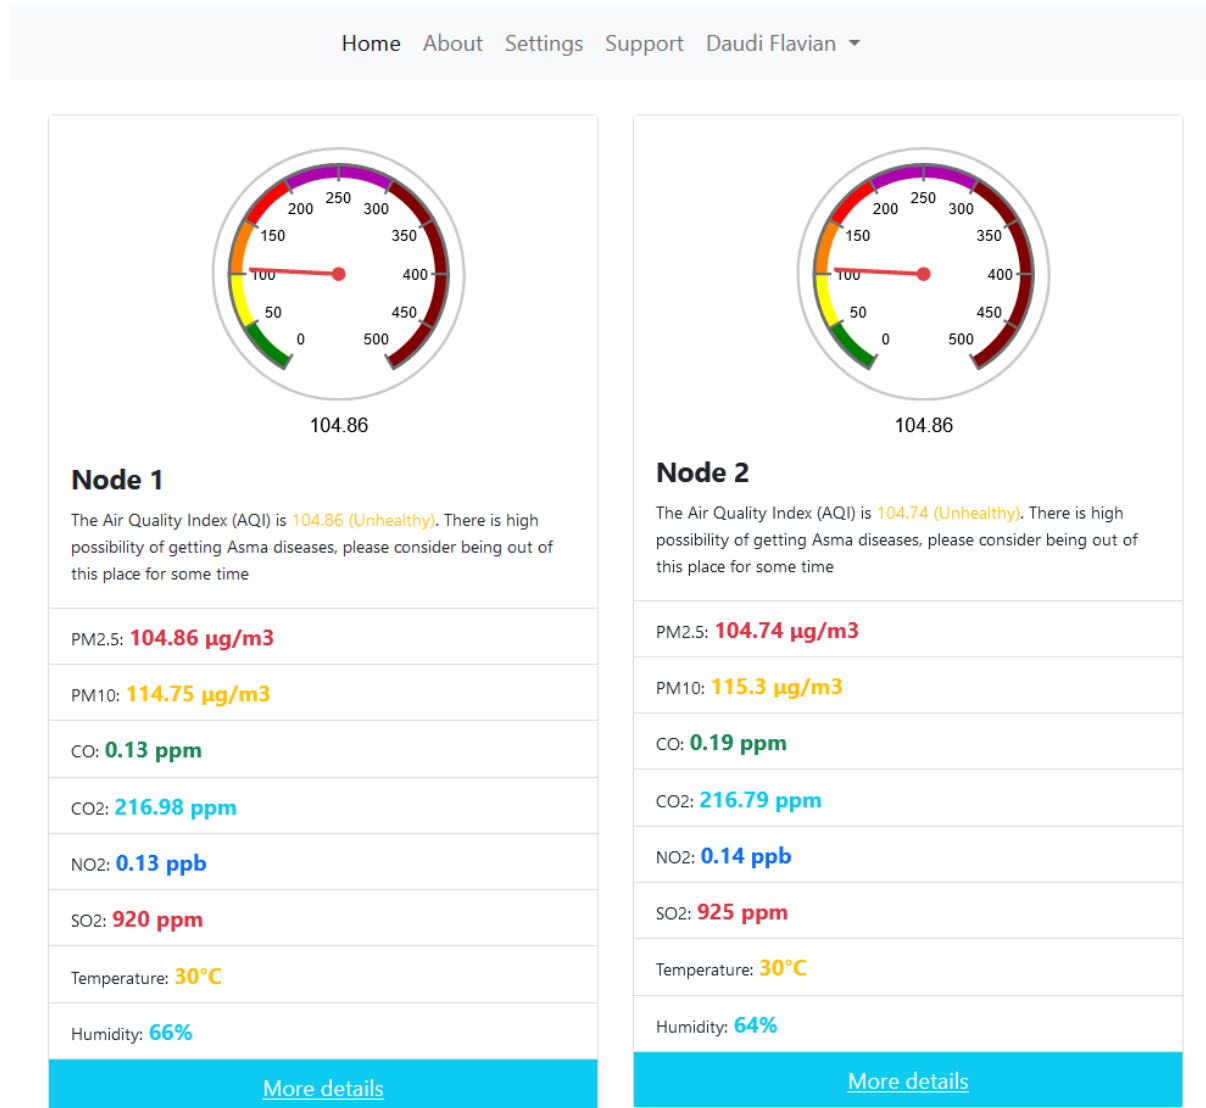 Home About Settings Support Daudi Flavian
250
200 300
150 350
100 400
50 450
0 500
104.86
Node 1
The Air Quality Index (AQI) is 104.86 (Unhealthy). There is high
possibility of getting Asma diseases, please consider being out of
this place for some time
PM2.5: 104.86 µg/m3
PM10: 114.75 µg/m3
CO: 0.13 ppm
CO2: 216.98 ppm
NO2: 0.13 ppb
SO2: 920 ppm
Temperature: 30°C
Humidity: 66%
More details
250
200 300
150 350
100 400
50 450
0 500
104.86
Node 2
The Air Quality Index (AQI) is 104.74 (Unhealthy). There is high
possibility of getting Asma diseases, please consider being out of
this place for some time
PM2.5: 104.74 µg/m3
PM10: 115.3 µg/m3
CO: 0.19 ppm
CO2: 216.79 ppm
NO2: 0.14 ppb
SO2: 925 ppm
Temperature: 30°C
Humidity: 64%
More details